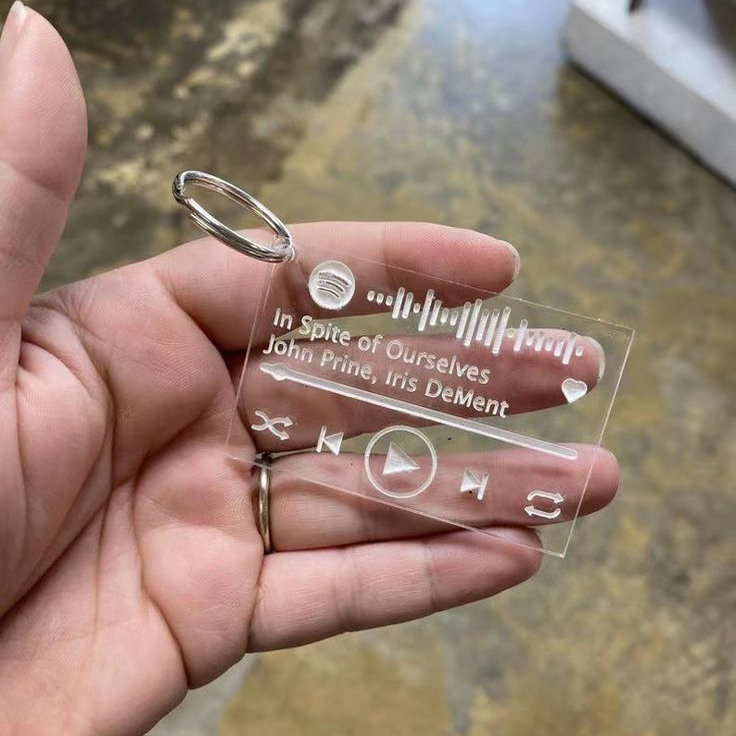 In Spite of Ourselves
John Prine, Iris DeMent